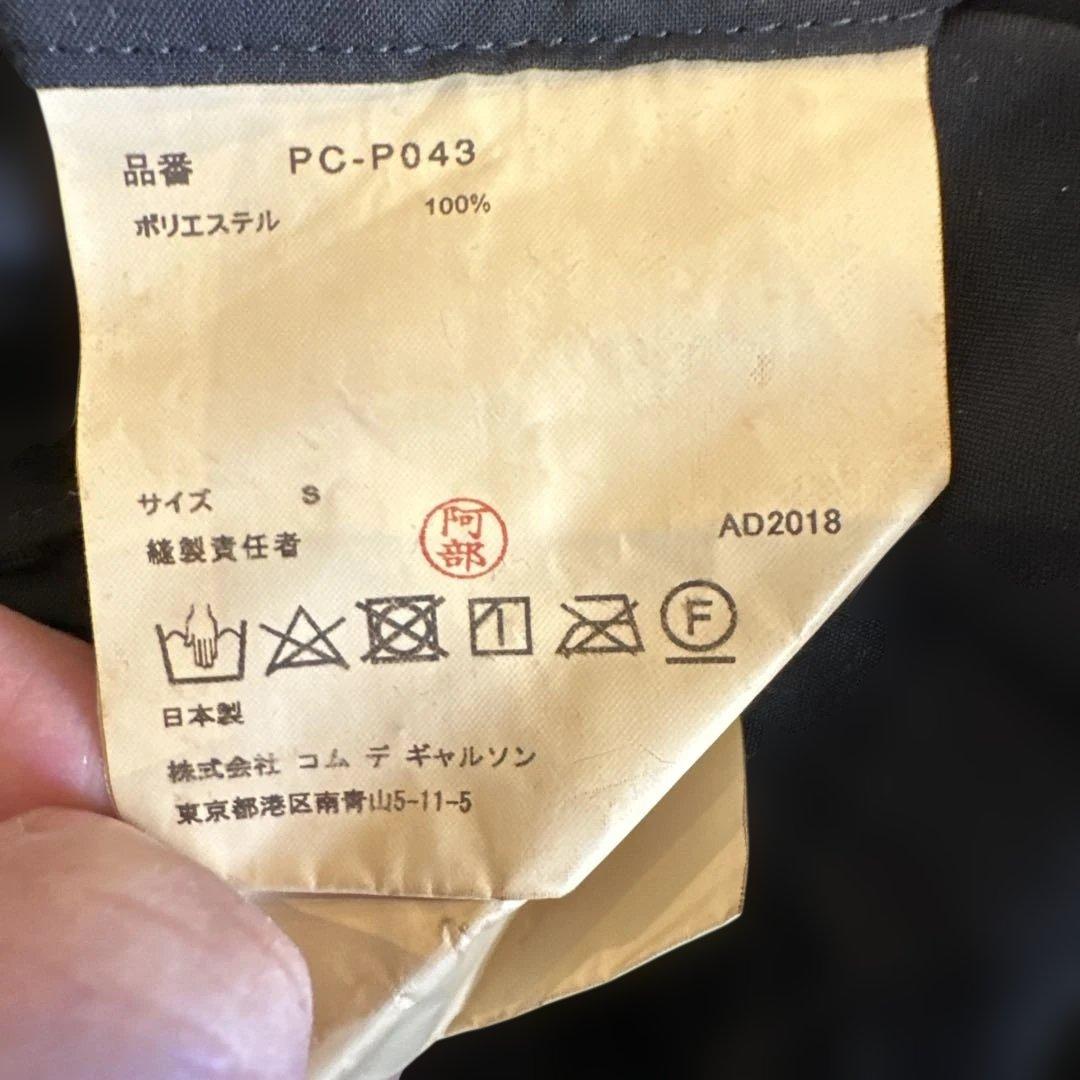 品番 PC-P043
ポリエステル 100%
サイズ S
縫製責任者 阿部
AD2018
F
日本製
株式会社 コム デ ギャルソン
東京都港区南青山5-11-5